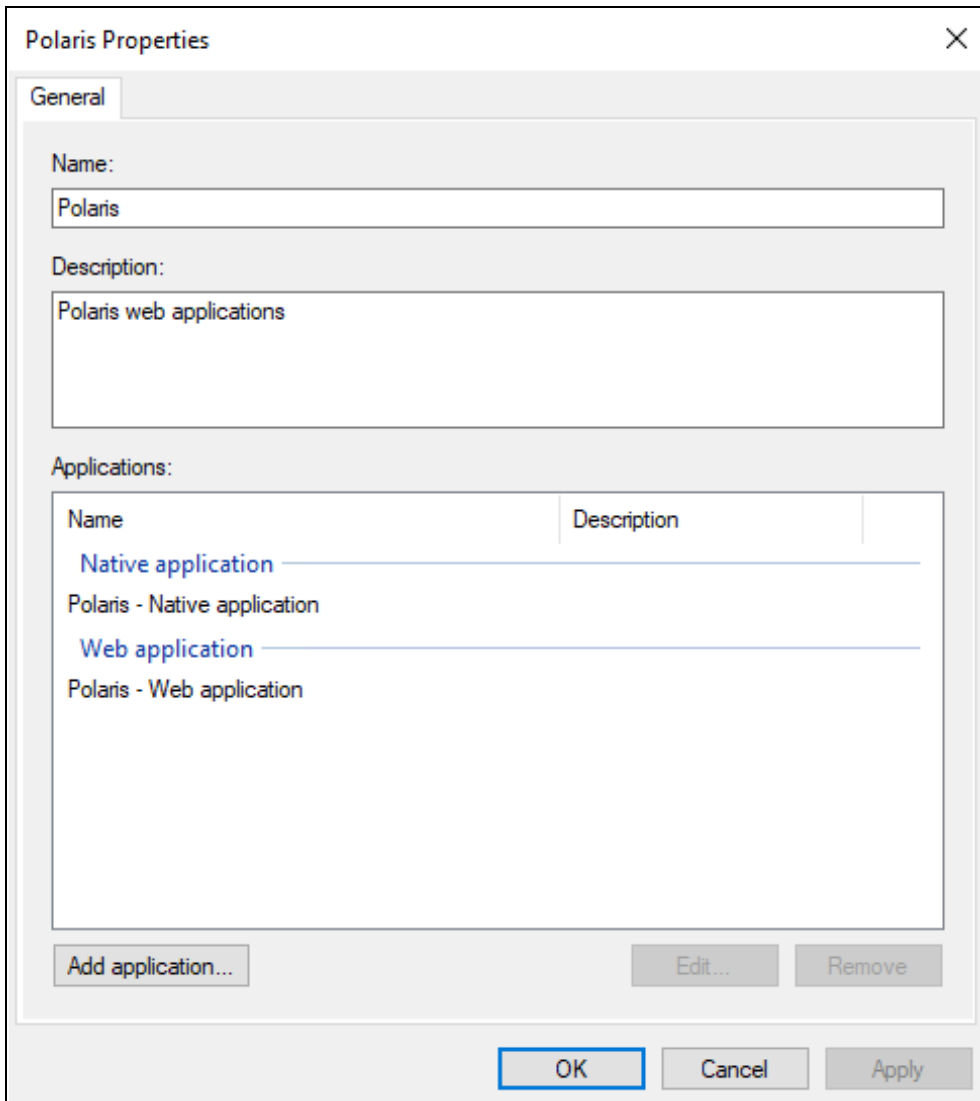 Polaris Properties
General
Name:
Polaris
Description:
Polaris web applications
Applications:
Name Description
Native application
Polaris - Native application
Web application
Polaris - Web application
Add application... Edit... Remove
OK Cancel Apply